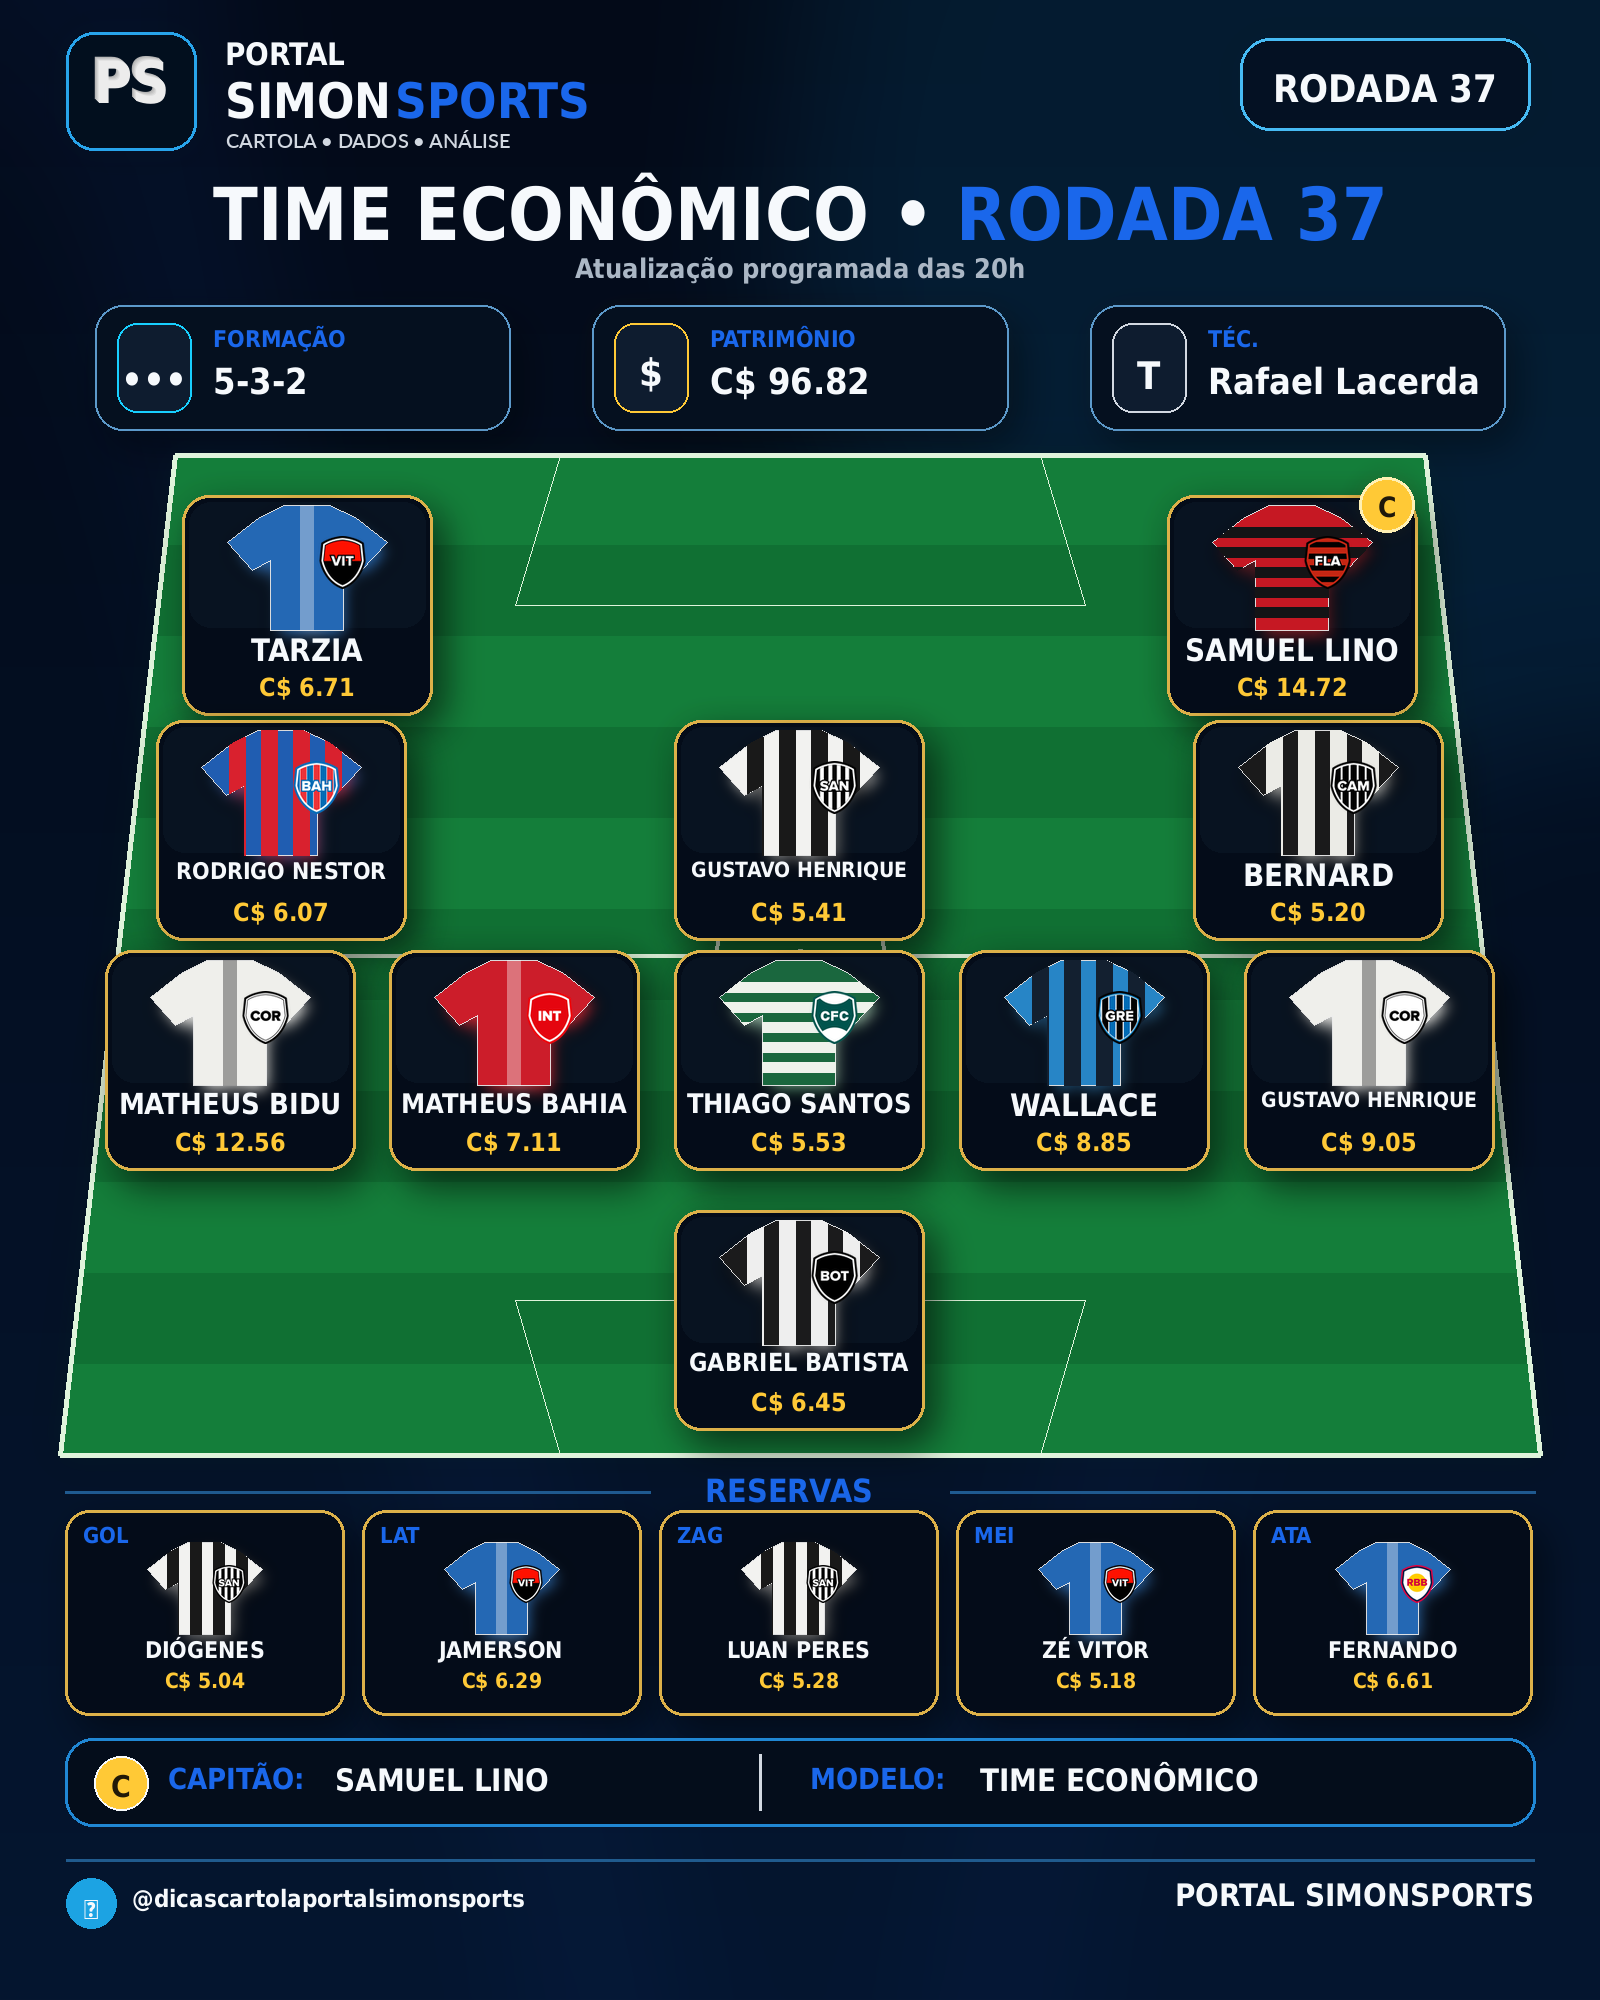 PS
PORTAL
SIMONSPORTS
CARTOLA • DADOS • ANÁLISE
RODADA 37
TIME ECONÔMICO • RODADA 37
Atualização programada das 20h
FORMAÇÃO
5-3-2
$
PATRIMÔNIO
C$ 96.82
T
TÉC.
Rafael Lacerda
VIT
TARZIA
C$ 6.71
C
FLA
SAMUEL LINO
C$ 14.72
BAH
RODRIGO NESTOR
C$ 6.07
SAN
GUSTAVO HENRIQUE
C$ 5.41
CAM
BERNARD
C$ 5.20
COR
MATHEUS BIDU
C$ 12.56
INT
MATHEUS BAHIA
C$ 7.11
CFC
THIAGO SANTOS
C$ 5.53
GRE
WALLACE
C$ 8.85
COR
GUSTAVO HENRIQUE
C$ 9.05
BOT
GABRIEL BATISTA
C$ 6.45
RESERVAS
GOL
SAN
DIÓGENES
C$ 5.04
LAT
VIT
JAMERSON
C$ 6.29
ZAG
SAN
LUAN PERES
C$ 5.28
MEI
VIT
ZÉ VITOR
C$ 5.18
ATA
RBB
FERNANDO
C$ 6.61
C CAPITÃO: SAMUEL LINO
MODELO: TIME ECONÔMICO
@dicascartolaportalsimonsports
PORTAL SIMONSPORTS